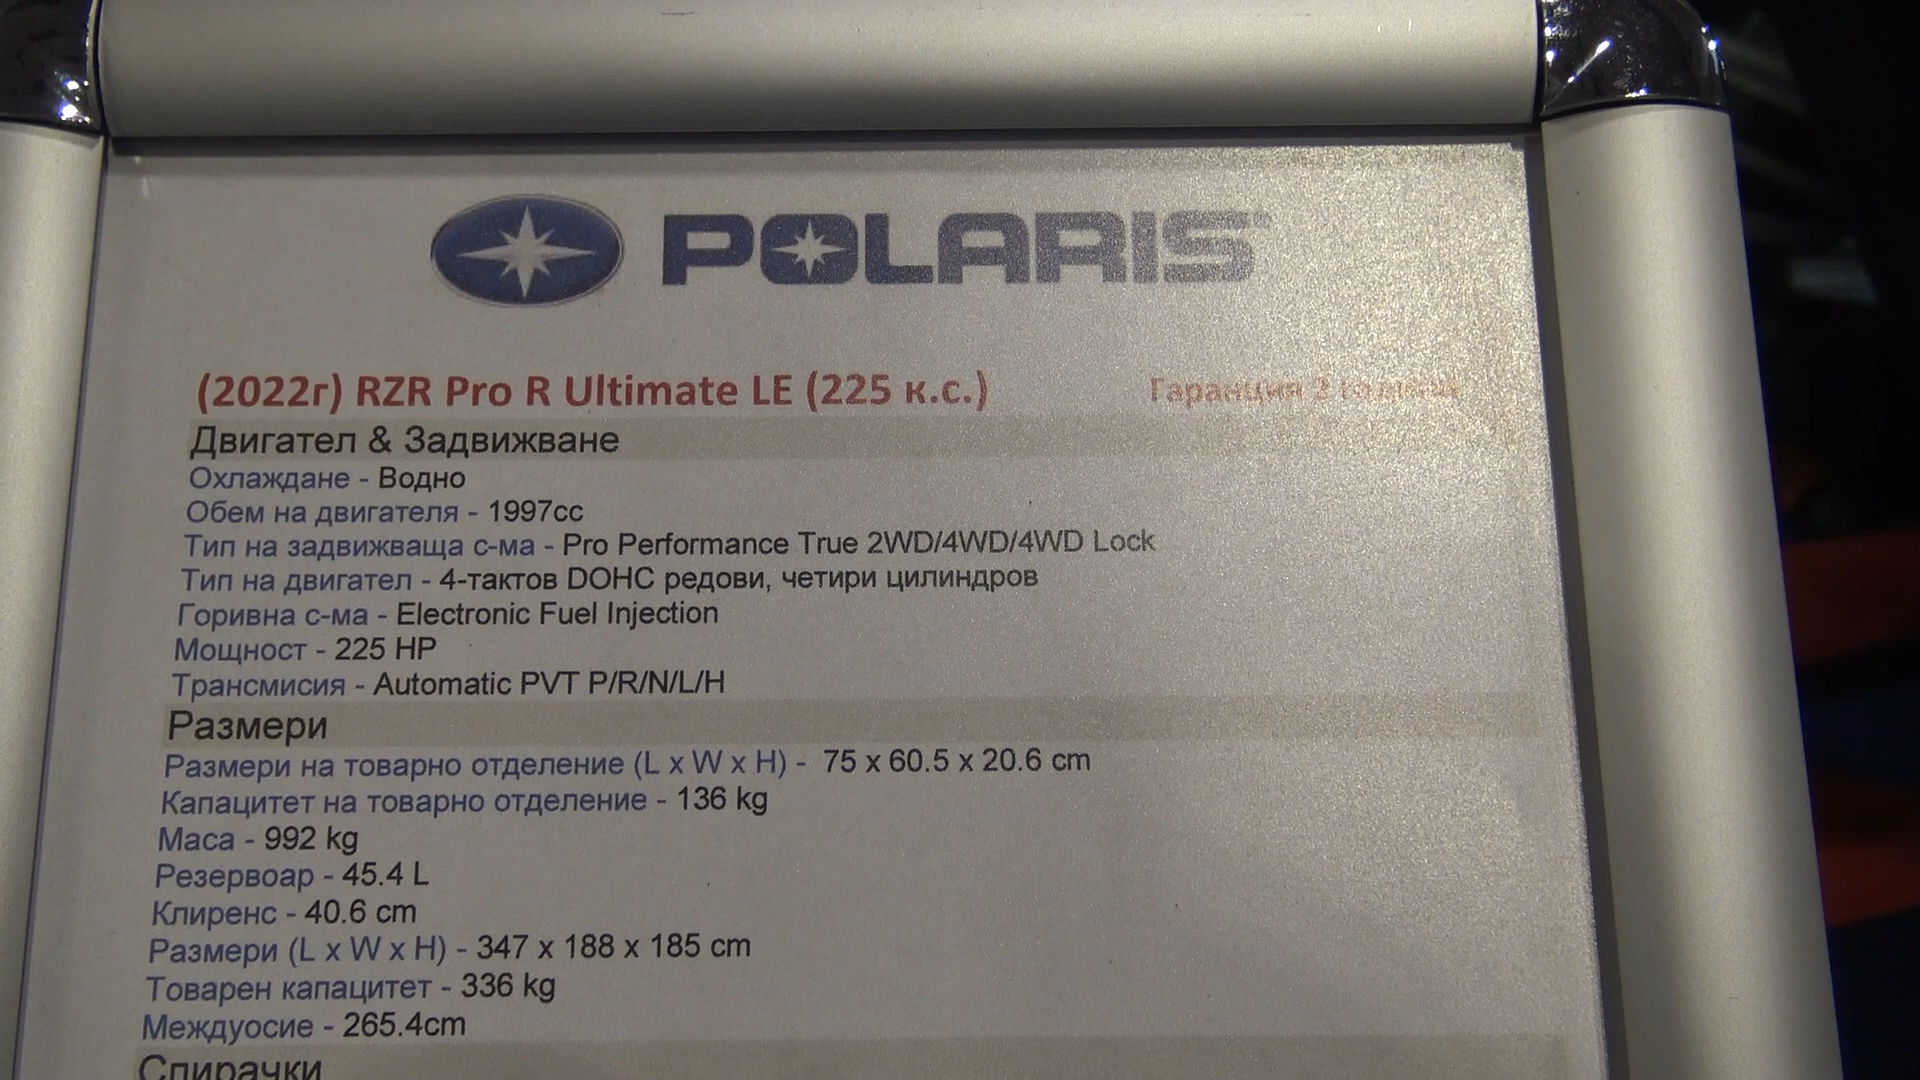 POLARIS
(2022г) RZR Pro R Ultimate LE (225 к.с.) Гаранция 2 години
Двигател & Задвижване
Охлаждане - Водно
Обем на двигателя - 1997cc
Тип на задвижваща с-ма - Pro Performance True 2WD/4WD/4WD Lock
Тип на двигател - 4-тактов DOHC редови, четири цилиндров
Горивна с-ма - Electronic Fuel Injection
Мощност - 225 HP
Трансмисия - Automatic PVT P/R/N/L/H
Размери
Размери на товарно отделение (L x W x H) - 75 x 60.5 x 20.6 cm
Капацитет на товарно отделение - 136 kg
Маса - 992 kg
Резервоар - 45.4 L
Клиренс - 40.6 cm
Размери (L x W x H) - 347 x 188 x 185 cm
Товарен капацитет - 336 kg
Междуосие - 265.4cm
Спирачки